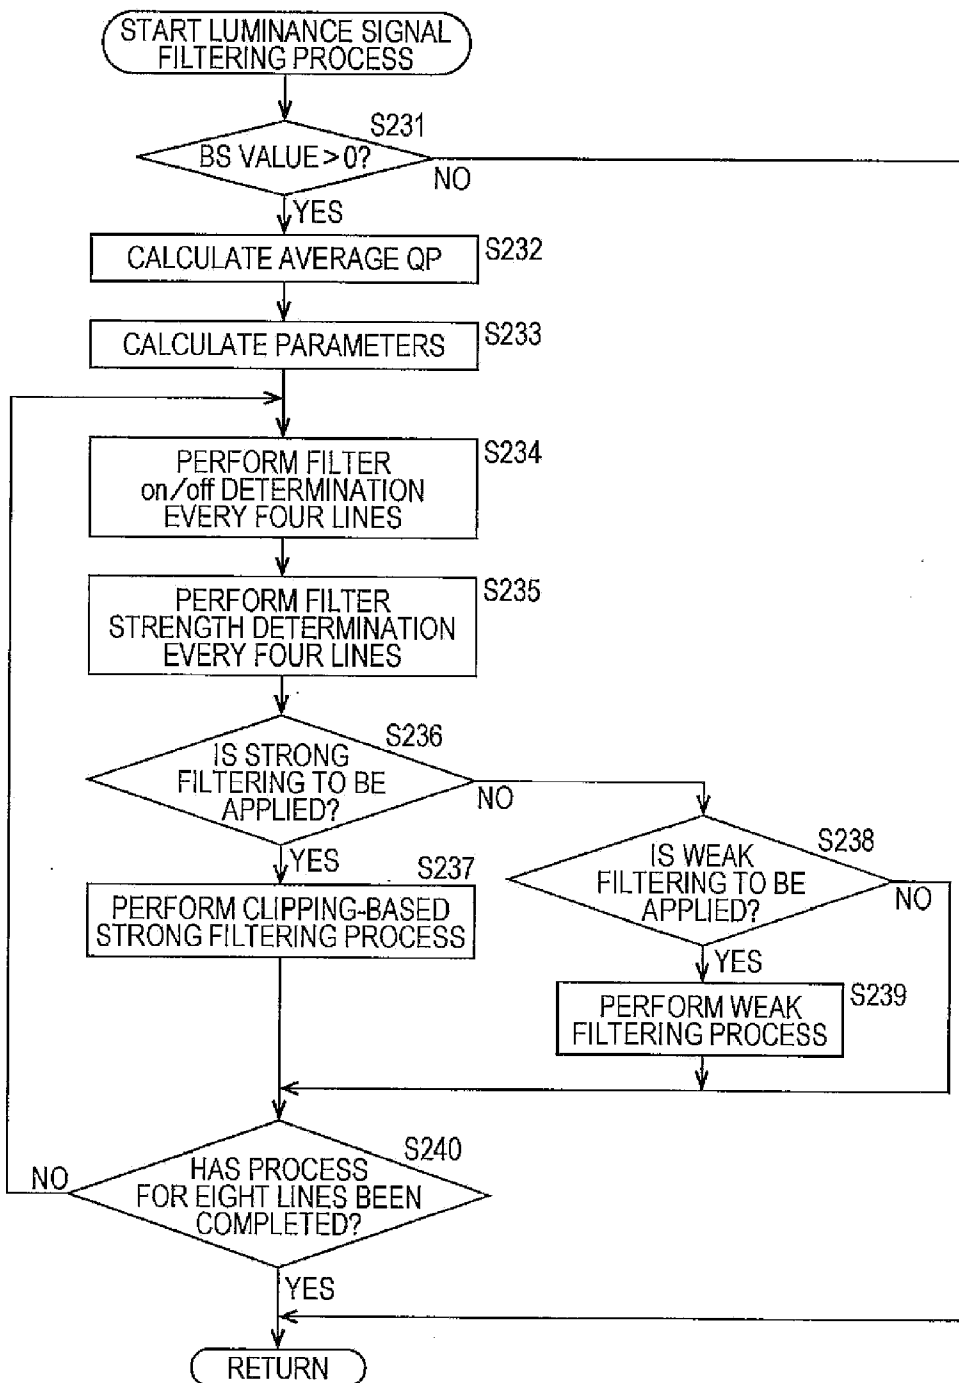 START LUMINANCE SIGNAL
FILTERING PROCESS
S231
BS VALUE > 0?
NO
YES
CALCULATE AVERAGE QP
S232
CALCULATE PARAMETERS
S233
PERFORM FILTER
on/off DETERMINATION
EVERY FOUR LINES
S234
PERFORM FILTER
STRENGTH DETERMINATION
EVERY FOUR LINES
S235
S236
IS STRONG
FILTERING TO BE
APPLIED?
NO
YES
S237
PERFORM CLIPPING-BASED
STRONG FILTERING PROCESS
S238
IS WEAK
FILTERING TO BE
APPLIED?
NO
YES
S239
PERFORM WEAK
FILTERING PROCESS
S240
HAS PROCESS
FOR EIGHT LINES BEEN
COMPLETED?
NO
YES
RETURN